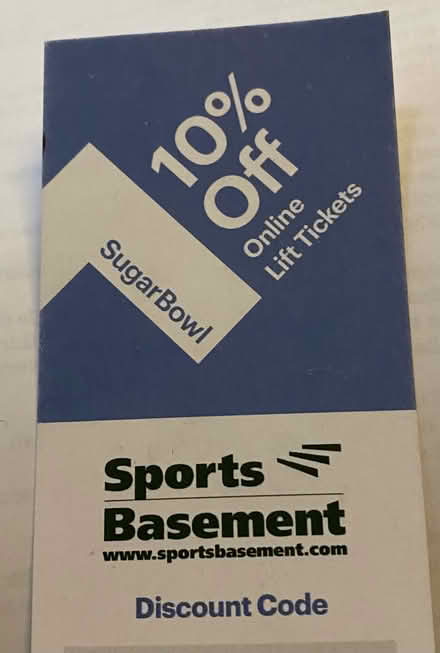 10%
Off
Online
Lift Tickets
SugarBowl
Sports
Basement
www.sportsbasement.com
Discount Code